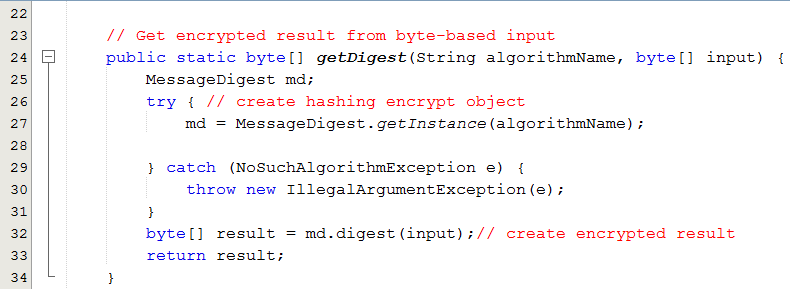 22
23 // Get encrypted result from byte-based input
24 public static byte[] getDigest(String algorithmName, byte[] input) {
25 MessageDigest md;
26 try { // create hashing encrypt object
27 md = MessageDigest.getInstance(algorithmName);
28
29 } catch (NoSuchAlgorithmException e) {
30 throw new IllegalArgumentException(e);
31 }
32 byte[] result = md.digest(input);// create encrypted result
33 return result;
34 }